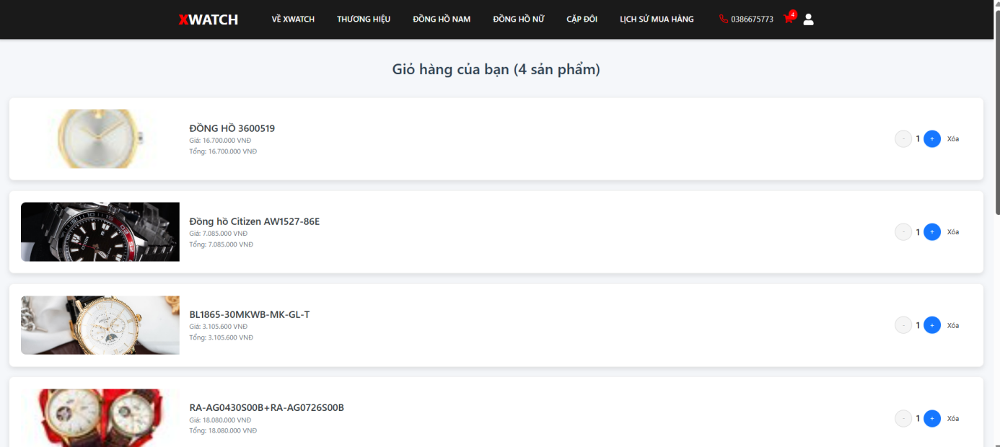 XWATCH
VỀ XWATCH
THƯƠNG HIỆU
ĐỒNG HỒ NAM
ĐỒNG HỒ NỮ
CẶP ĐÔI
LỊCH SỬ MUA HÀNG
0386675773
4
Giỏ hàng của bạn (4 sản phẩm)
ĐỒNG HỒ 3600519
Giá: 16.700.000 VNĐ
Tổng: 16.700.000 VNĐ
- 1 + Xóa
Đồng hồ Citizen AW1527-86E
Giá: 7.085.000 VNĐ
Tổng: 7.085.000 VNĐ
- 1 + Xóa
BL1865-30MKWB-MK-GL-T
Giá: 3.105.600 VNĐ
Tổng: 3.105.600 VNĐ
- 1 + Xóa
RA-AG0430S00B+RA-AG0726S00B
Giá: 18.080.000 VNĐ
Tổng: 18.080.000 VNĐ
- 1 + Xóa